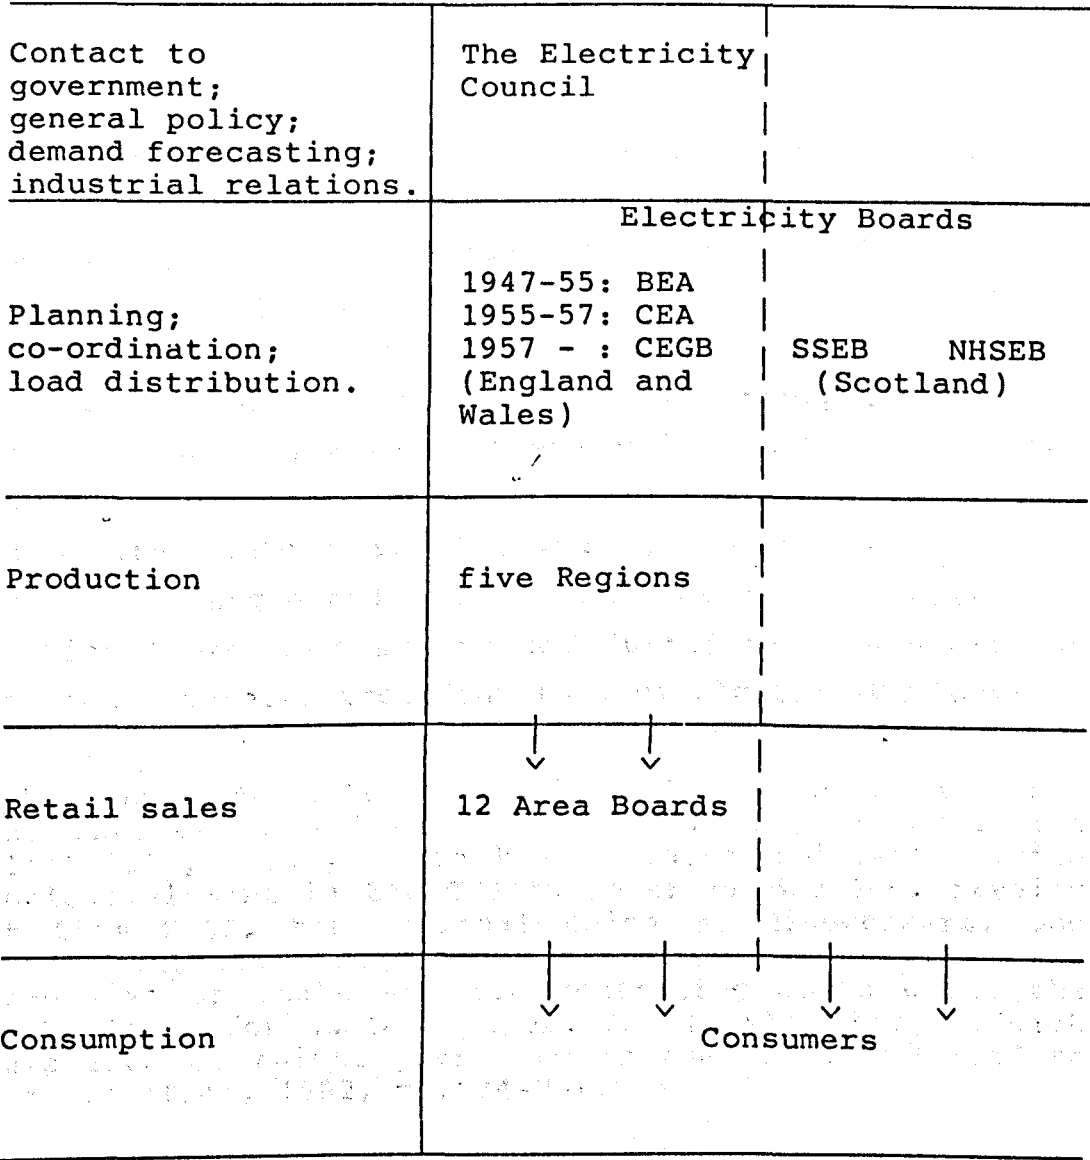 Contact to
government;
general policy;
demand forecasting;
industrial relations.
The Electricity
Council
Electricity Boards
Planning;
co-ordination;
load distribution.
1947-55: BEA
1955-57: CEA
1957 - : CEGB
(England and
Wales)
SSEB NHSEB
(Scotland)
Production
five Regions
Retail sales
12 Area Boards
Consumption
Consumers